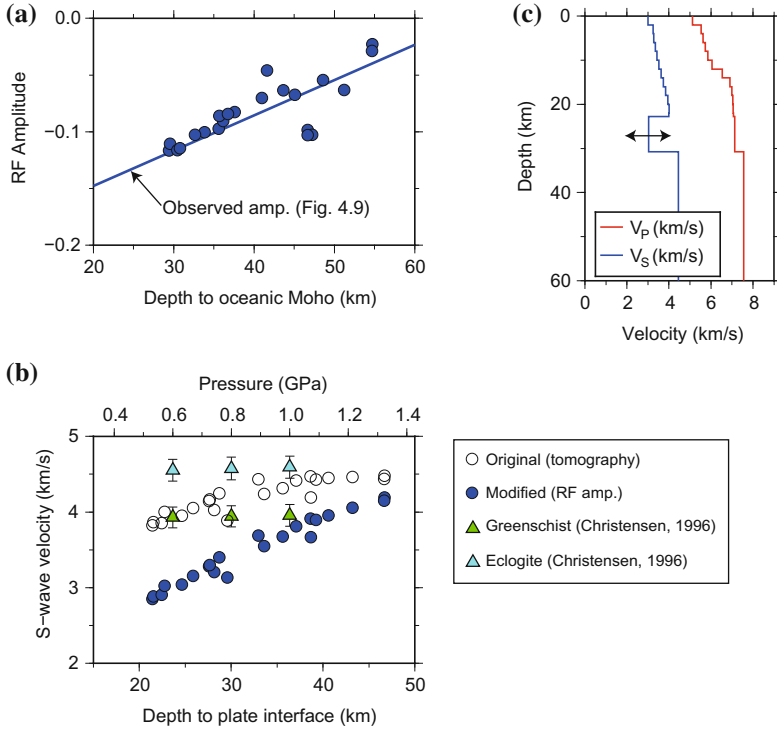 (a)
0.0
−0.1
−0.2
RF Amplitude
Observed amp. (Fig. 4.9)
20 30 40 50 60
Depth to oceanic Moho (km)
(c)
0
20
40
60
Depth (km)
V_P (km/s)
V_S (km/s)
0 2 4 6 8
Velocity (km/s)
(b)
Pressure (GPa)
0.4 0.6 0.8 1.0 1.2 1.4
5
4
3
2
S−wave velocity (km/s)
20 30 40 50
Depth to plate interface (km)
Original (tomography)
Modified (RF amp.)
Greenschist (Christensen, 1996)
Eclogite (Christensen, 1996)